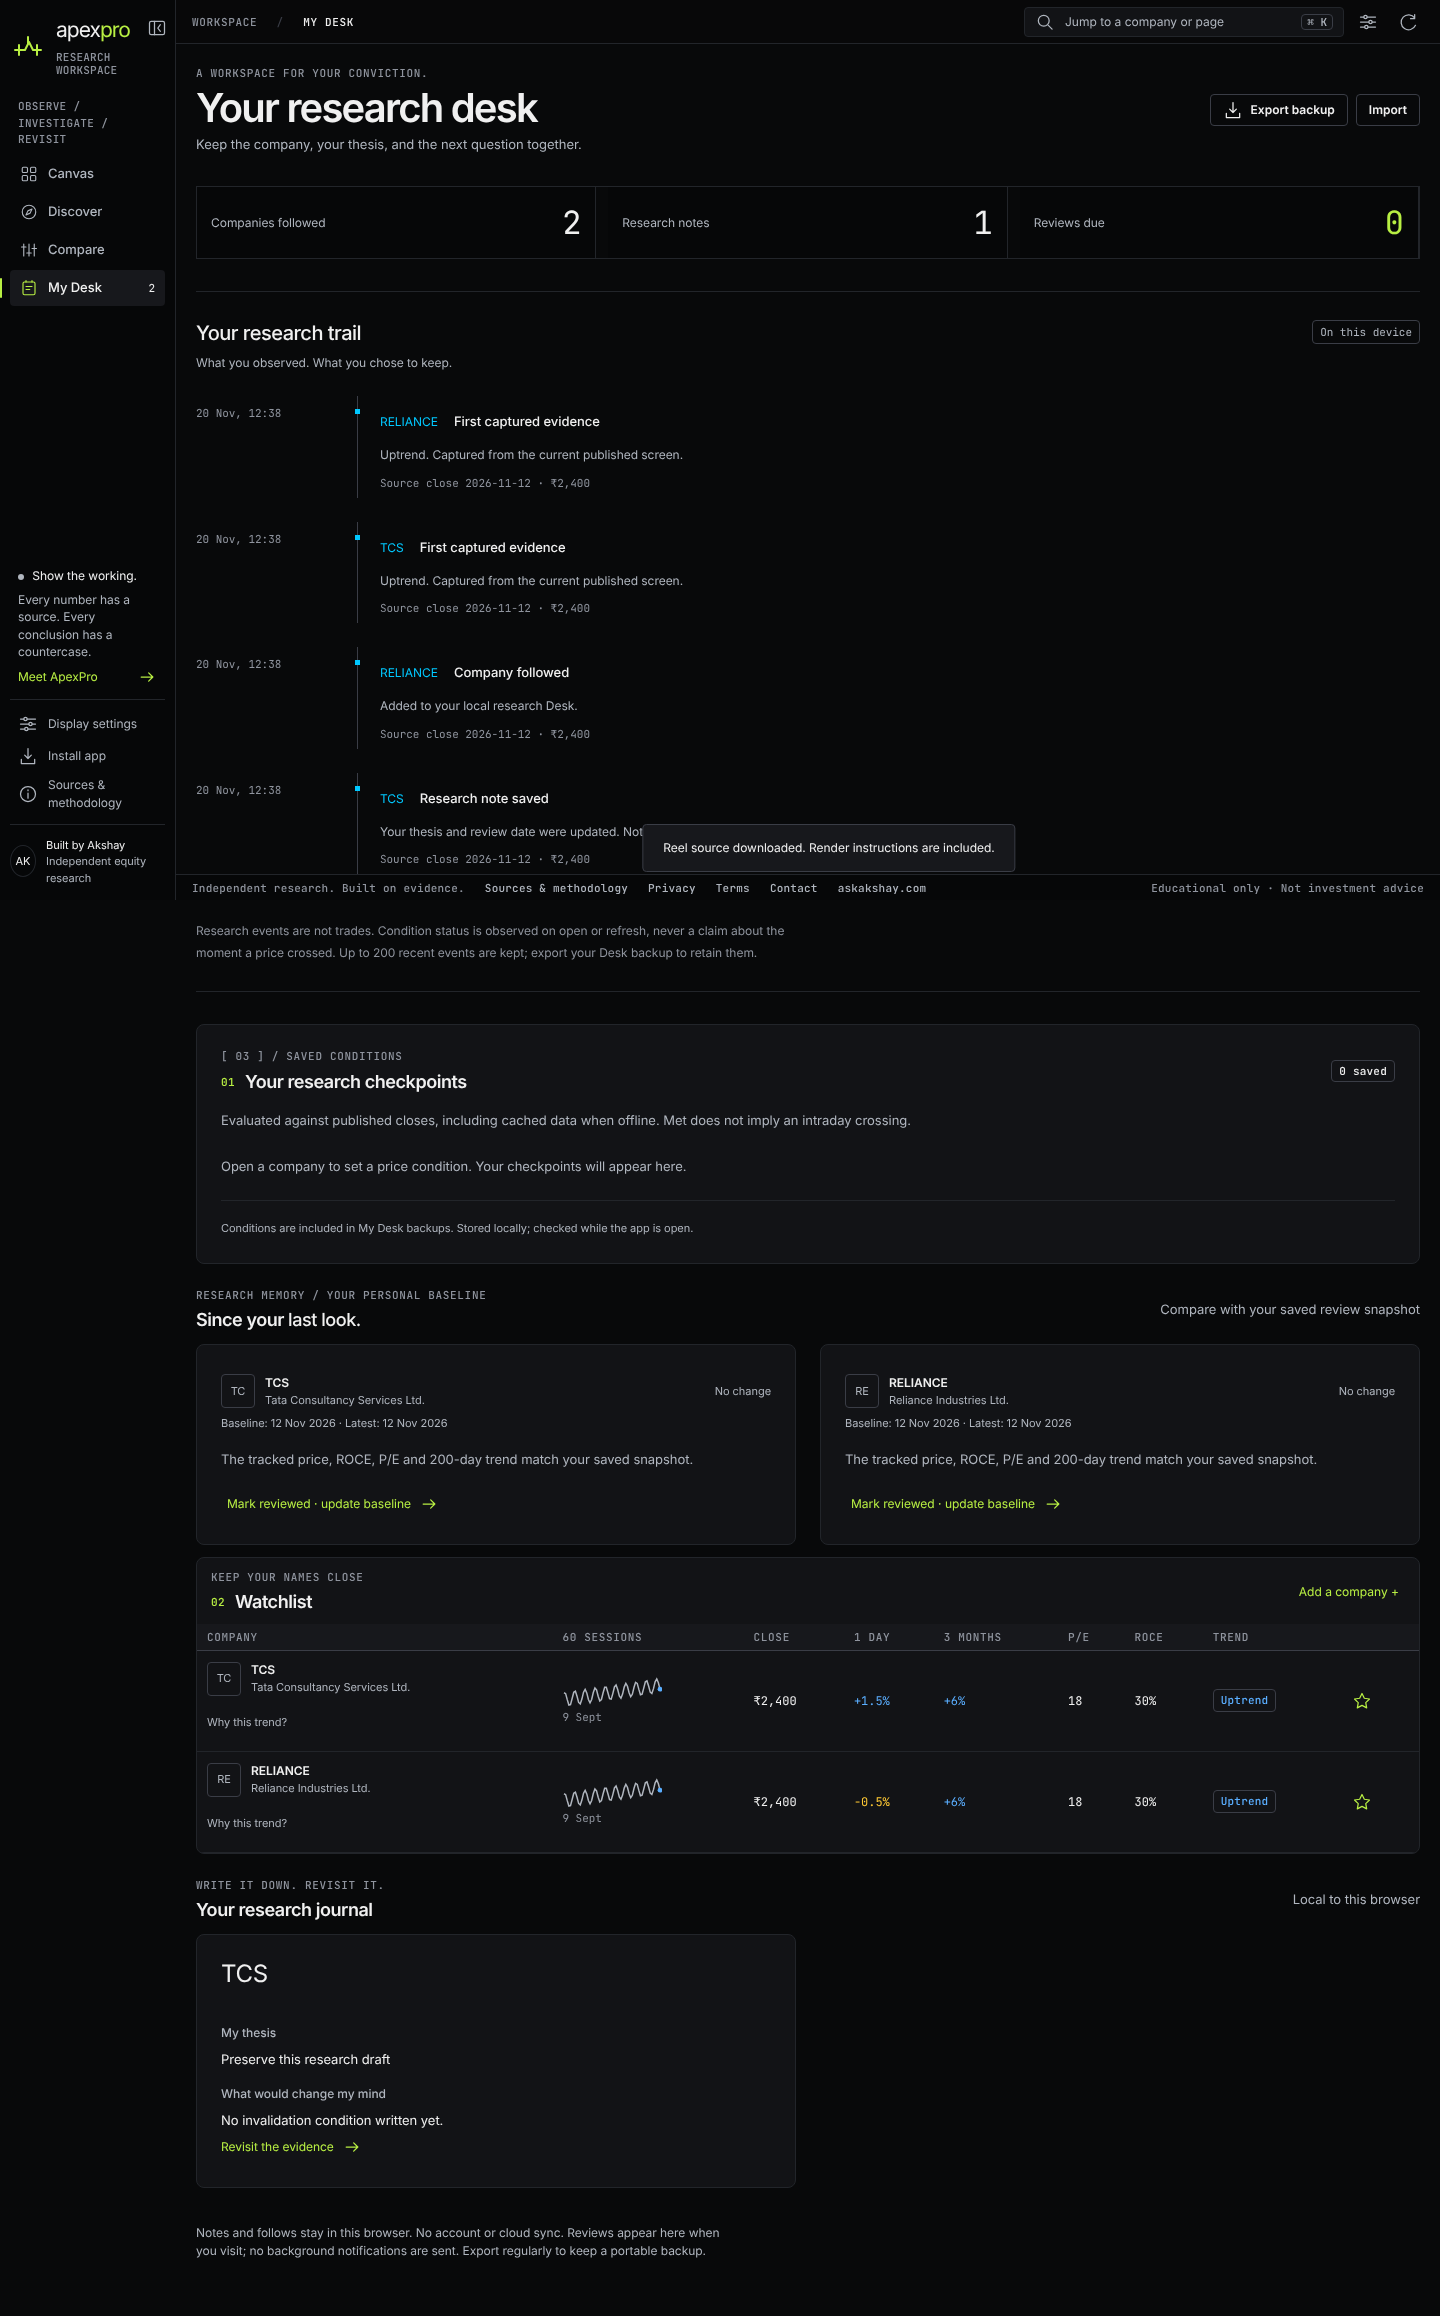 apexpro
RESEARCH
WORKSPACE
OBSERVE /
INVESTIGATE /
REVISIT
Canvas
Discover
Compare
My Desk 2
Show the working.
Every number has a
source. Every
conclusion has a
countercase.
Meet ApexPro
Display settings
Install app
Sources &
methodology
AK
Built by Akshay
Independent equity
research
WORKSPACE / MY DESK
Jump to a company or page ⌘ K
A WORKSPACE FOR YOUR CONVICTION.
Your research desk
Keep the company, your thesis, and the next question together.
Export backup
Import
Companies followed 2
Research notes 1
Reviews due 0
Your research trail
On this device
What you observed. What you chose to keep.
20 Nov, 12:38
RELIANCE First captured evidence
Uptrend. Captured from the current published screen.
Source close 2026-11-12 · ₹2,400
20 Nov, 12:38
TCS First captured evidence
Uptrend. Captured from the current published screen.
Source close 2026-11-12 · ₹2,400
20 Nov, 12:38
RELIANCE Company followed
Added to your local research Desk.
Source close 2026-11-12 · ₹2,400
20 Nov, 12:38
TCS Research note saved
Your thesis and review date were updated. Not
Source close 2026-11-12 · ₹2,400
Reel source downloaded. Render instructions are included.
Independent research. Built on evidence. Sources & methodology Privacy Terms Contact askakshay.com Educational only · Not investment advice
Research events are not trades. Condition status is observed on open or refresh, never a claim about the
moment a price crossed. Up to 200 recent events are kept; export your Desk backup to retain them.
[ 03 ] / SAVED CONDITIONS
01 Your research checkpoints
0 saved
Evaluated against published closes, including cached data when offline. Met does not imply an intraday crossing.
Open a company to set a price condition. Your checkpoints will appear here.
Conditions are included in My Desk backups. Stored locally; checked while the app is open.
RESEARCH MEMORY / YOUR PERSONAL BASELINE
Since your last look.
Compare with your saved review snapshot
TC
TCS
Tata Consultancy Services Ltd.
No change
Baseline: 12 Nov 2026 · Latest: 12 Nov 2026
The tracked price, ROCE, P/E and 200-day trend match your saved snapshot.
Mark reviewed · update baseline
RE
RELIANCE
Reliance Industries Ltd.
No change
Baseline: 12 Nov 2026 · Latest: 12 Nov 2026
The tracked price, ROCE, P/E and 200-day trend match your saved snapshot.
Mark reviewed · update baseline
KEEP YOUR NAMES CLOSE
02 Watchlist
Add a company +
COMPANY 60 SESSIONS CLOSE 1 DAY 3 MONTHS P/E ROCE TREND
TC
TCS
Tata Consultancy Services Ltd.
Why this trend?
9 Sept
₹2,400 +1.5% +6% 18 30% Uptrend
RE
RELIANCE
Reliance Industries Ltd.
Why this trend?
9 Sept
₹2,400 -0.5% +6% 18 30% Uptrend
WRITE IT DOWN. REVISIT IT.
Your research journal
Local to this browser
TCS
My thesis
Preserve this research draft
What would change my mind
No invalidation condition written yet.
Revisit the evidence
Notes and follows stay in this browser. No account or cloud sync. Reviews appear here when
you visit; no background notifications are sent. Export regularly to keep a portable backup.